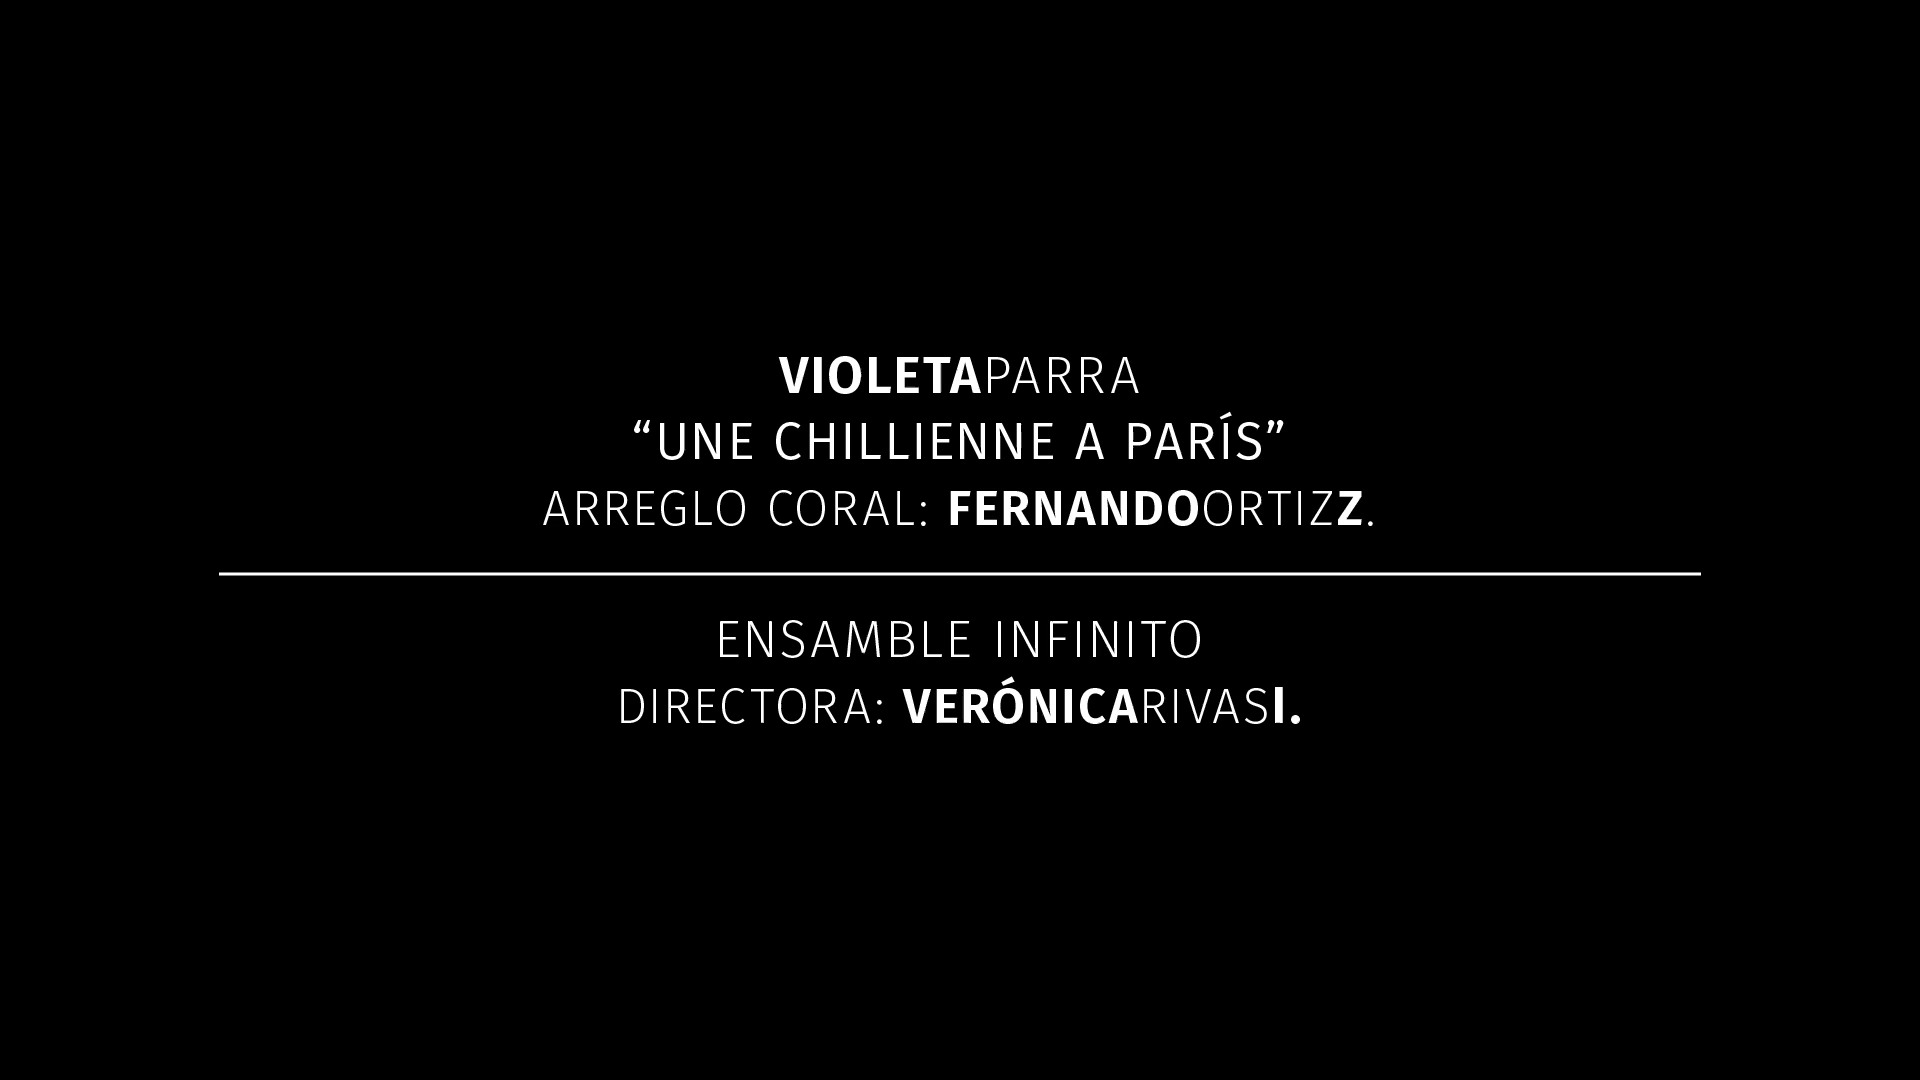 VIOLETAPARRA
“UNE CHILLIENNE A PARÍS”
ARREGLO CORAL: FERNANDOORTIZZ.
ENSAMBLE INFINITO
DIRECTORA: VERÓNICARIVASI.